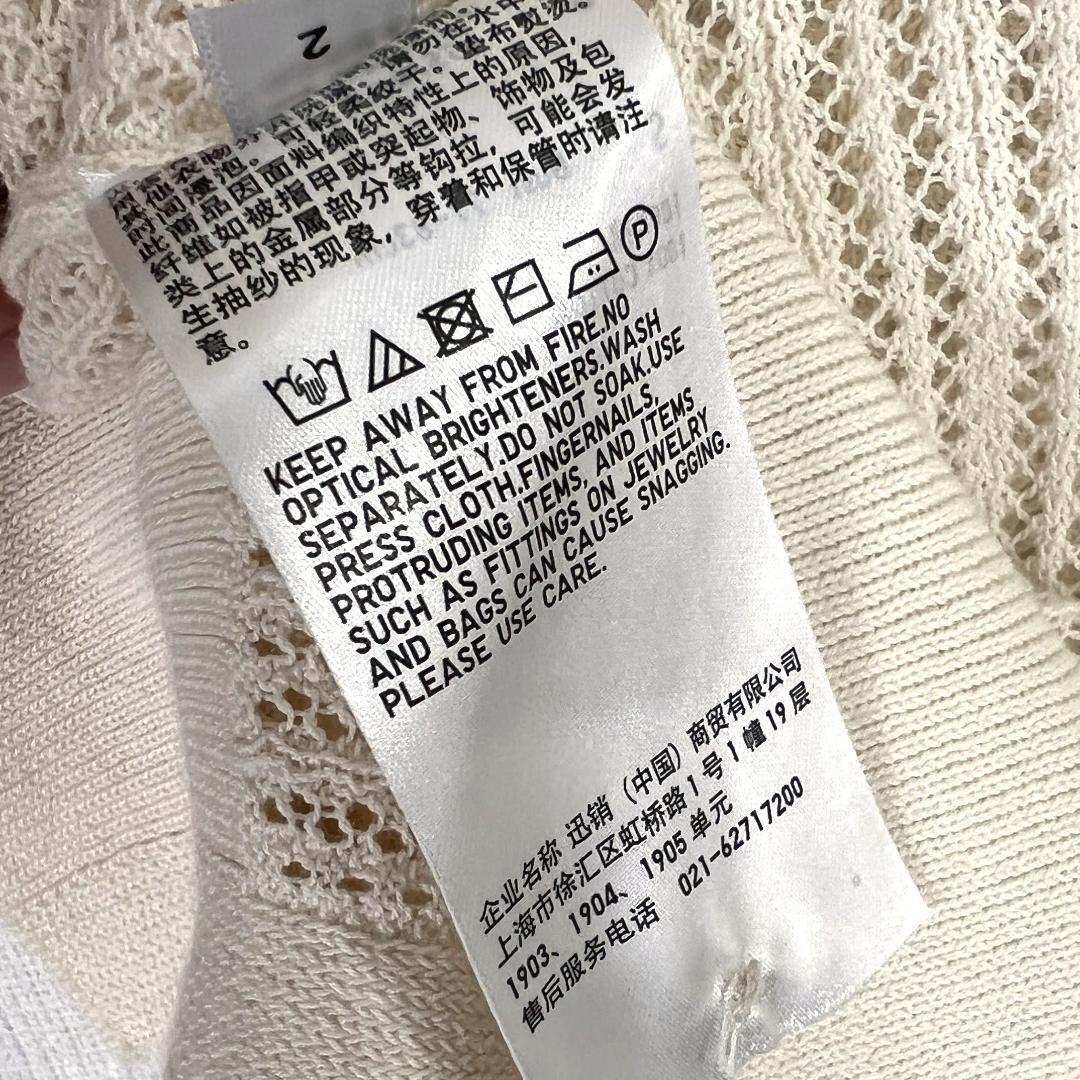 2
此商品因面料编织特性上的原因,
纤维如被指甲或突起物、饰物及包
类上的金属部分等钩拉,可能会发
生抽纱的现象,穿着和保管时请注
意。
P
KEEP AWAY FROM FIRE.NO
OPTICAL BRIGHTENERS.WASH
SEPARATELY.DO NOT SOAK.USE
PRESS CLOTH.FINGERNAILS,
PROTRUDING ITEMS, AND ITEMS
SUCH AS FITTINGS ON JEWELRY
AND BAGS CAN CAUSE SNAGGING.
PLEASE USE CARE.
企业名称 迅销(中国)商贸有限公司
上海市徐汇区虹桥路1号1幢19层
1903、1904、1905单元
售后服务电话 021-62717200